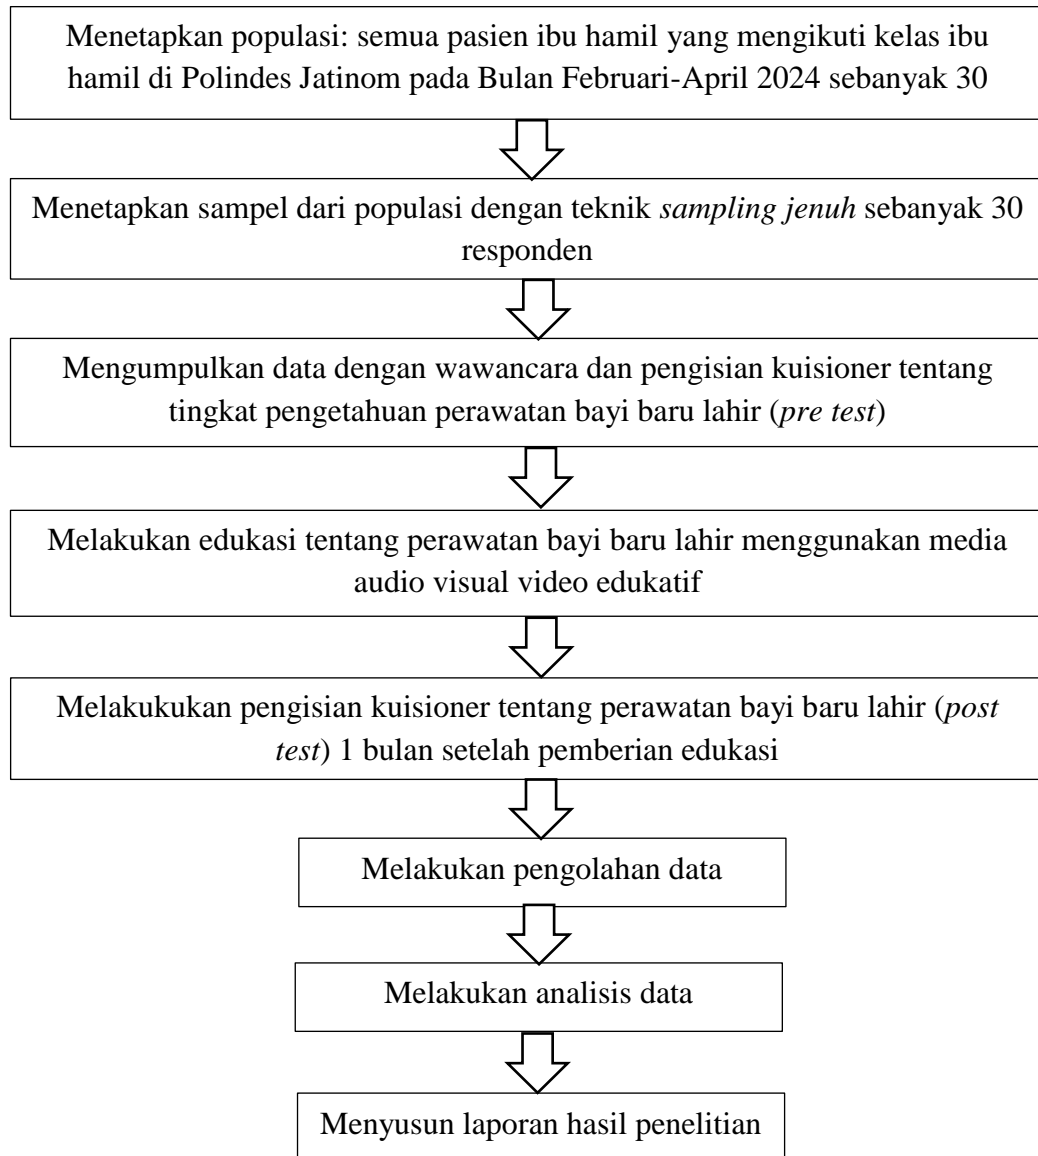 Menetapkan populasi: semua pasien ibu hamil yang mengikuti kelas ibu
hamil di Polindes Jatinom pada Bulan Februari-April 2024 sebanyak 30
Menetapkan sampel dari populasi dengan teknik sampling jenuh sebanyak 30
responden
Mengumpulkan data dengan wawancara dan pengisian kuisioner tentang
tingkat pengetahuan perawatan bayi baru lahir (pre test)
Melakukan edukasi tentang perawatan bayi baru lahir menggunakan media
audio visual video edukatif
Melakukukan pengisian kuisioner tentang perawatan bayi baru lahir (post
test) 1 bulan setelah pemberian edukasi
Melakukan pengolahan data
Melakukan analisis data
Menyusun laporan hasil penelitian